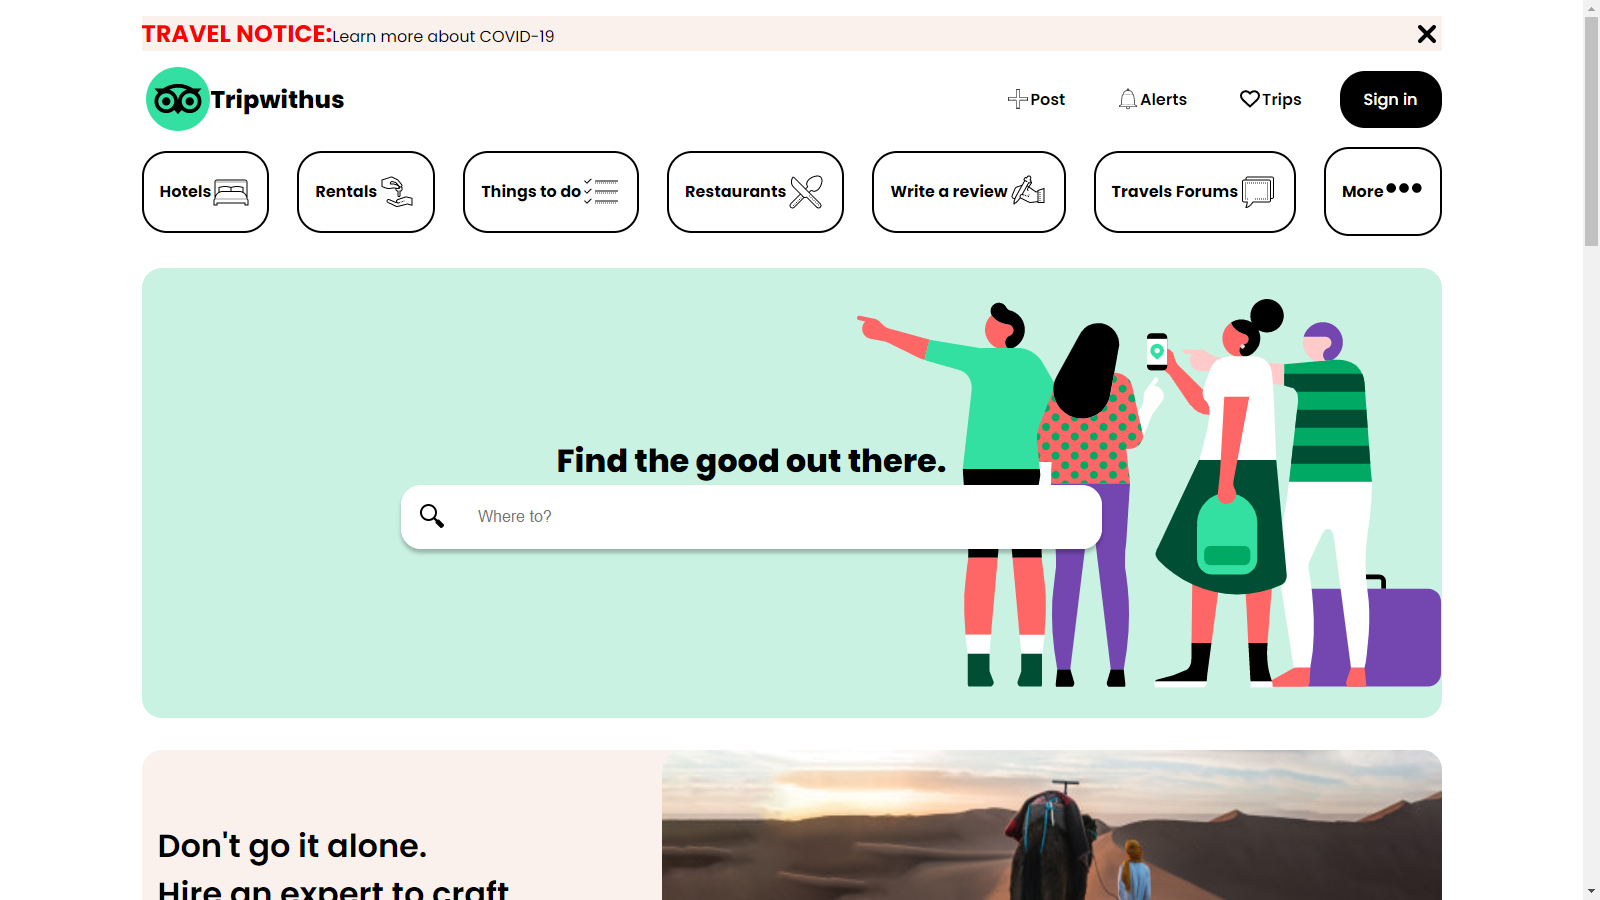 TRAVEL NOTICE:Learn more about COVID-19
Tripwithus
Post
Alerts
Trips
Sign in
Hotels
Rentals
Things to do
Restaurants
Write a review
Travels Forums
More
Find the good out there.
Where to?
Don't go it alone.
Hire an expert to craft